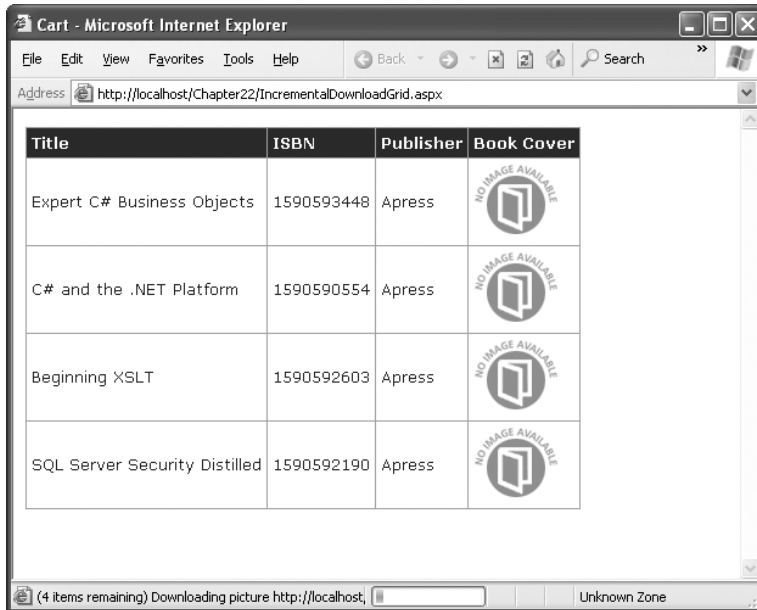 Cart - Microsoft Internet Explorer
File Edit View Favorites Tools Help Back Search »
Address http://localhost/Chapter22/IncrementalDownloadGrid.aspx
Title ISBN Publisher Book Cover
Expert C# Business Objects 1590593448 Apress NO IMAGE AVAILABLE
C# and the .NET Platform 1590590554 Apress NO IMAGE AVAILABLE
Beginning XSLT 1590592603 Apress NO IMAGE AVAILABLE
SQL Server Security Distilled 1590592190 Apress NO IMAGE AVAILABLE
(4 items remaining) Downloading picture http://localhost, Unknown Zone